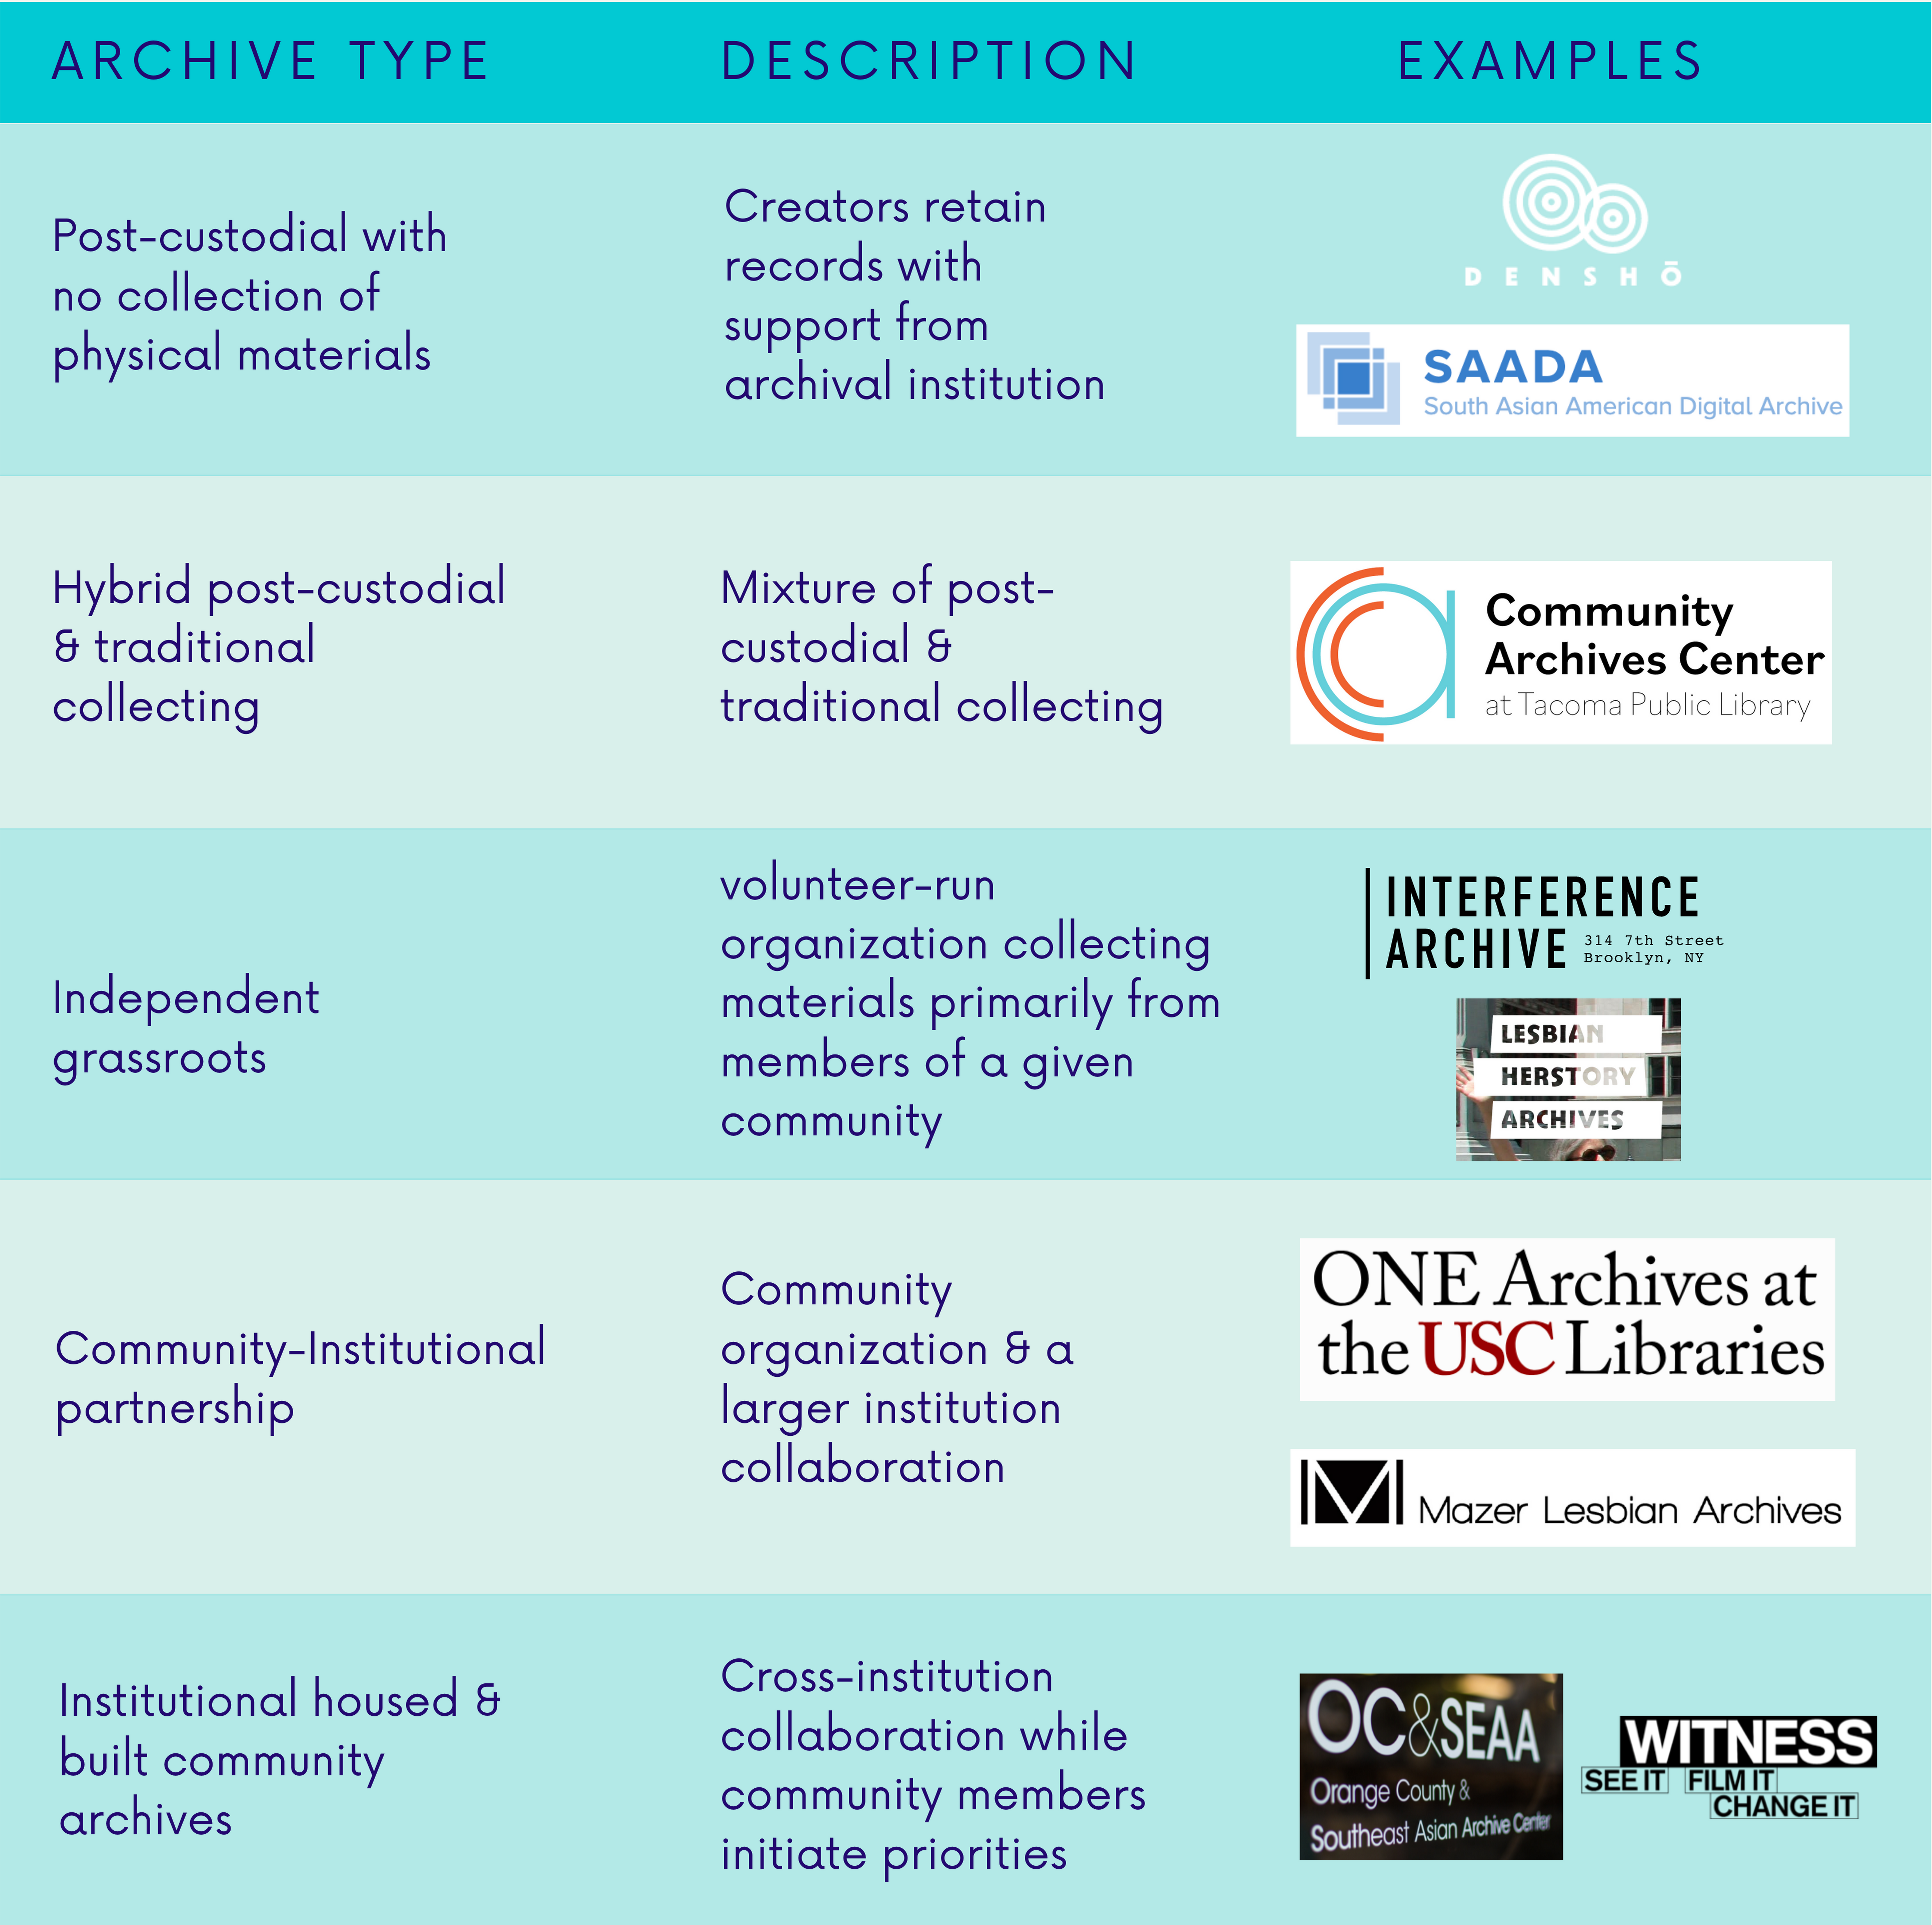 ARCHIVE TYPE
DESCRIPTION
EXAMPLES
Post-custodial with
no collection of
physical materials
Creators retain
records with
support from
archival institution
DENSHŌ
SAADA
South Asian American Digital Archive
Hybrid post-custodial
& traditional
collecting
Mixture of post-
custodial &
traditional collecting
Community
Archives Center
at Tacoma Public Library
Independent
grassroots
volunteer-run
organization collecting
materials primarily from
members of a given
community
INTERFERENCE
ARCHIVE
314 7th Street
Brooklyn, NY
LESBIAN
HERSTORY
ARCHIVES
Community-Institutional
partnership
Community
organization & a
larger institution
collaboration
ONE Archives at
the USC Libraries
M Mazer Lesbian Archives
Institutional housed &
built community
archives
Cross-institution
collaboration while
community members
initiate priorities
OC&SEAA
Orange County &
Southeast Asian Archive Center
WITNESS
SEE IT FILM IT
CHANGE IT